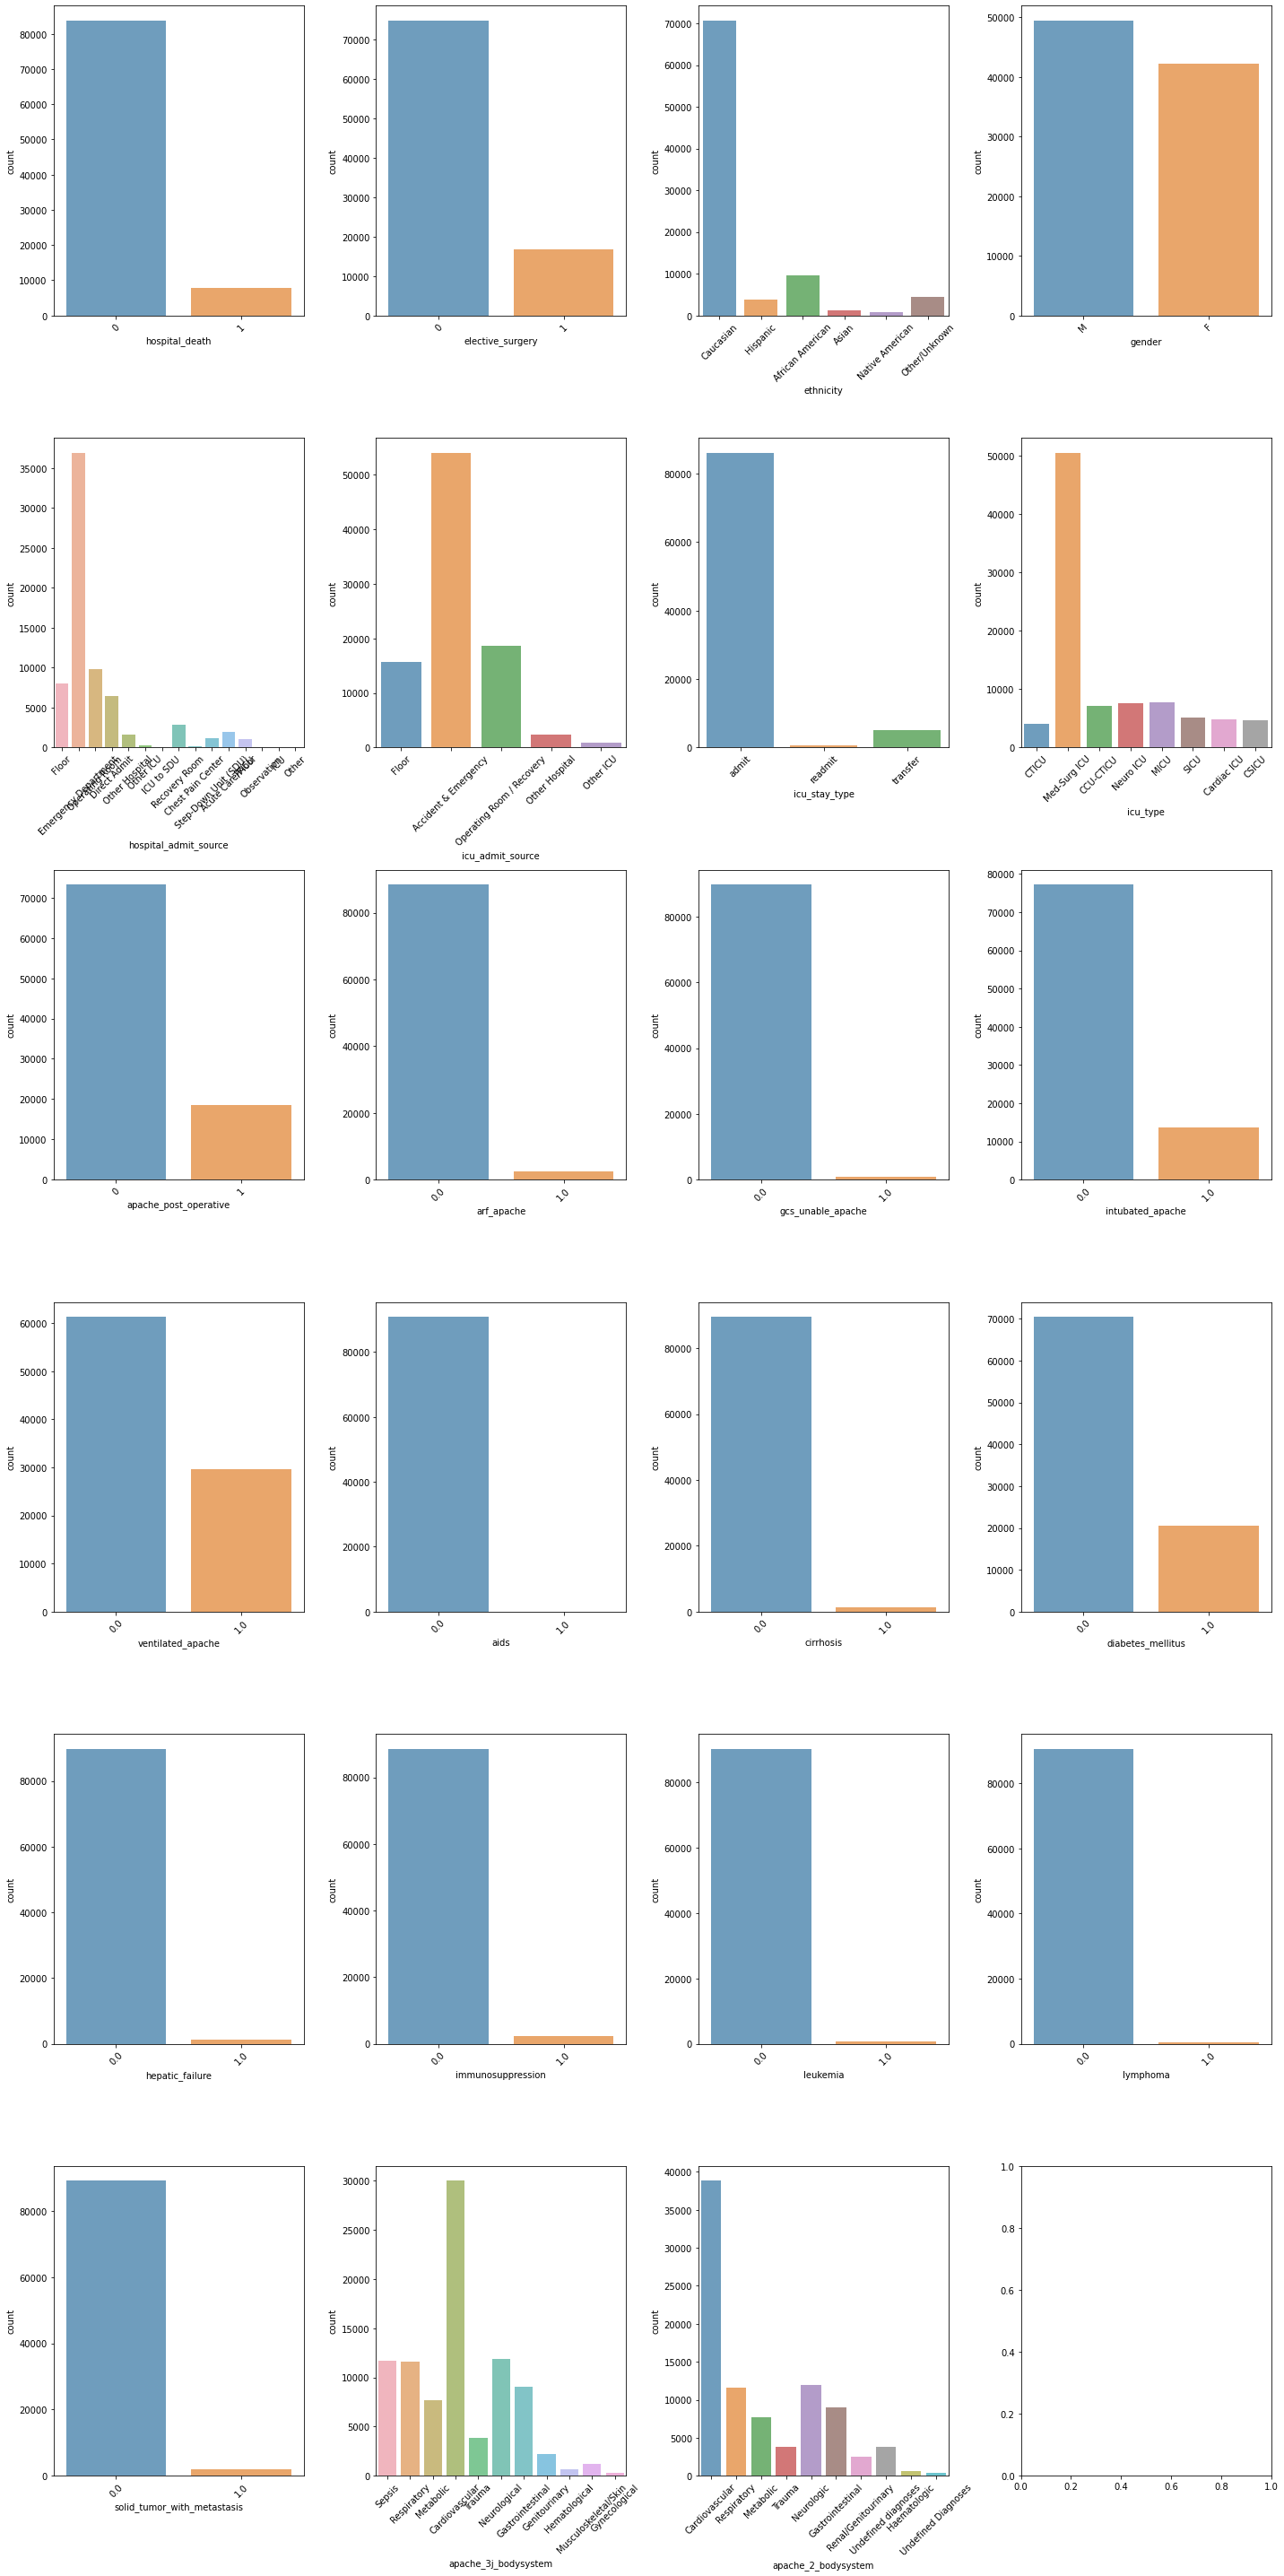 80000
70000
60000
50000
40000
30000
20000
10000
0
count
0
1
hospital_death
70000
60000
50000
40000
30000
20000
10000
0
count
0
1
elective_surgery
70000
60000
50000
40000
30000
20000
10000
0
count
Caucasian
Hispanic
African American
Asian
Native American
Other/Unknown
ethnicity
50000
40000
30000
20000
10000
0
count
M
F
gender
35000
30000
25000
20000
15000
10000
5000
0
count
Floor
Emergency Department
Operating Room
Direct Admit
Other Hospital
Other ICU
ICU to SDU
Recovery Room
Chest Pain Center
Step-Down Unit (SDU)
Acute Care/Floor
Observation
ICU
Other
hospital_admit_source
50000
40000
30000
20000
10000
0
count
Floor
Accident & Emergency
Operating Room / Recovery
Other Hospital
Other ICU
icu_admit_source
80000
60000
40000
20000
0
count
admit
readmit
transfer
icu_stay_type
50000
40000
30000
20000
10000
0
count
CTICU
Med-Surg ICU
CCU-CTICU
Neuro ICU
MICU
SICU
Cardiac ICU
CSICU
icu_type
70000
60000
50000
40000
30000
20000
10000
0
count
0
1
apache_post_operative
80000
60000
40000
20000
0
count
0.0
1.0
arf_apache
80000
60000
40000
20000
0
count
0.0
1.0
gcs_unable_apache
80000
70000
60000
50000
40000
30000
20000
10000
0
count
0.0
1.0
intubated_apache
60000
50000
40000
30000
20000
10000
0
count
0.0
1.0
ventilated_apache
80000
60000
40000
20000
0
count
0.0
1.0
aids
80000
60000
40000
20000
0
count
0.0
1.0
cirrhosis
70000
60000
50000
40000
30000
20000
10000
0
count
0.0
1.0
diabetes_mellitus
80000
60000
40000
20000
0
count
0.0
1.0
hepatic_failure
80000
60000
40000
20000
0
count
0.0
1.0
immunosuppression
80000
60000
40000
20000
0
count
0.0
1.0
leukemia
80000
60000
40000
20000
0
count
0.0
1.0
lymphoma
80000
60000
40000
20000
0
count
0.0
1.0
solid_tumor_with_metastasis
30000
25000
20000
15000
10000
5000
0
count
Sepsis
Respiratory
Metabolic
Cardiovascular
Trauma
Neurological
Gastrointestinal
Genitourinary
Hematological
Musculoskeletal/Skin
Gynecological
apache_3j_bodysystem
40000
35000
30000
25000
20000
15000
10000
5000
0
count
Cardiovascular
Respiratory
Metabolic
Trauma
Neurologic
Gastrointestinal
Renal/Genitourinary
Undefined diagnoses
Haematologic
Undefined Diagnoses
apache_2_bodysystem
1.0
0.8
0.6
0.4
0.2
0.0
0.0 0.2 0.4 0.6 0.8 1.0